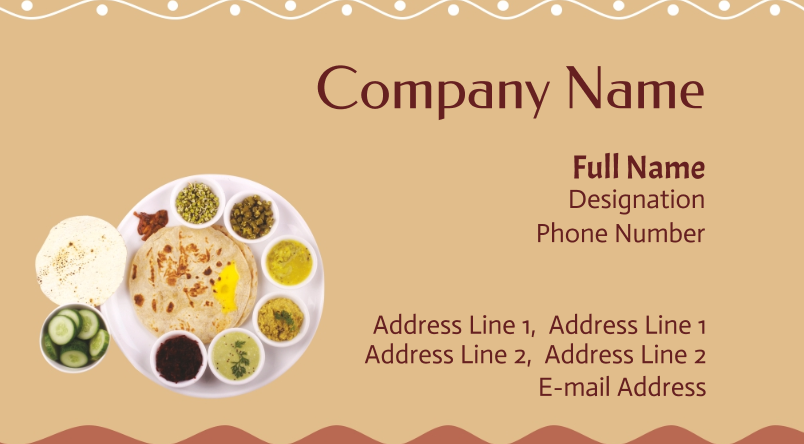 Company Name
Full Name
Designation
Phone Number
Address Line 1,  Address Line 1
Address Line 2,  Address Line 2
E-mail Address